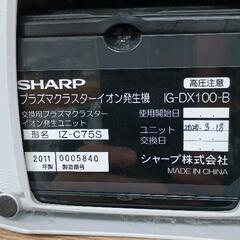 SHARP
高圧注意
プラズマクラスターイオン発生機 IG-DX100-B
交換用プラズマクラスター
イオン発生ユニット
形名 IZ-C75S
使用開始日
ユニット
交換日
2020.3.18
2011 0005840
年製 製造番号
シャープ株式会社
MADE IN CHINA